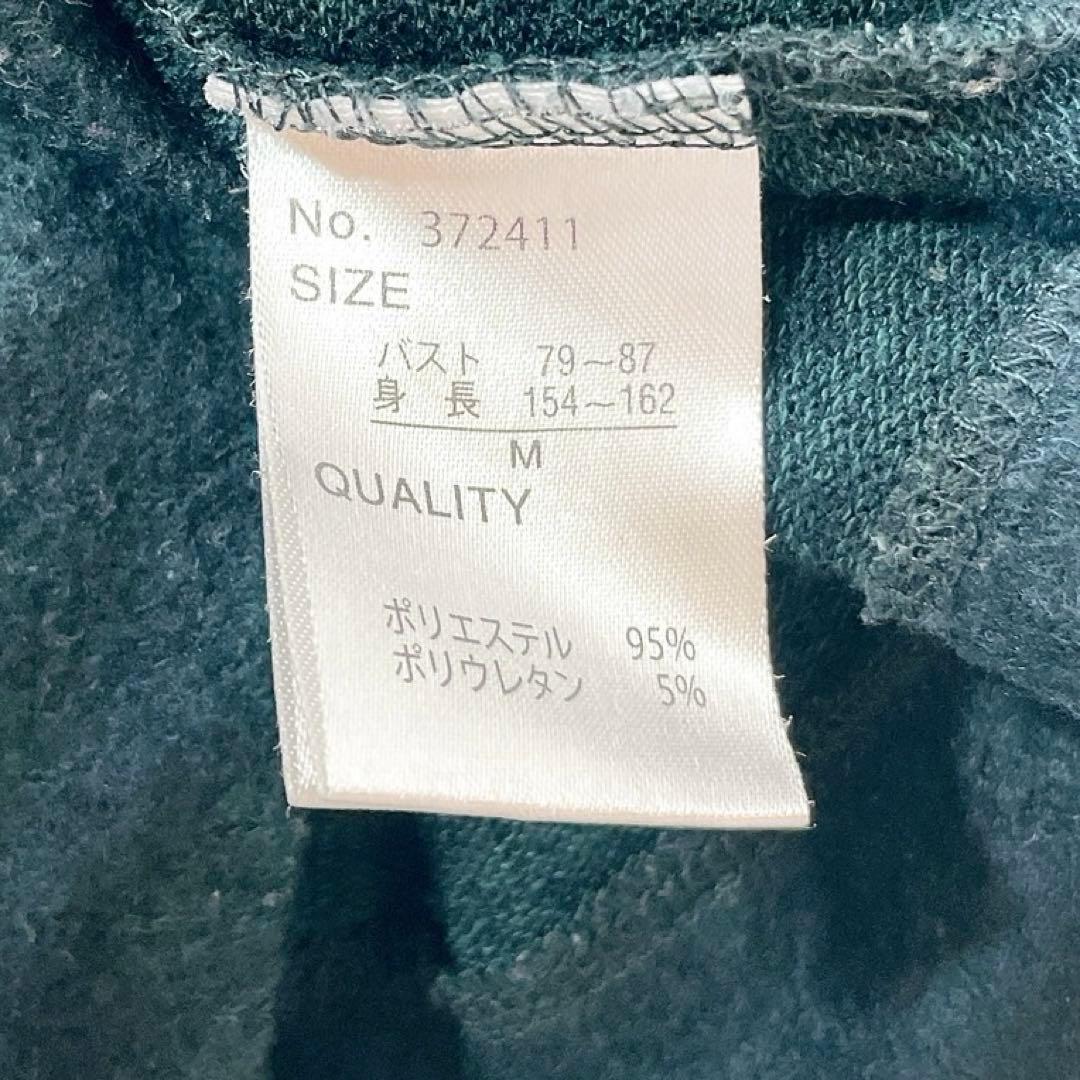 No. 372411
SIZE
バスト 79〜87
身長 154〜162
M
QUALITY
ポリエステル 95%
ポリウレタン 5%